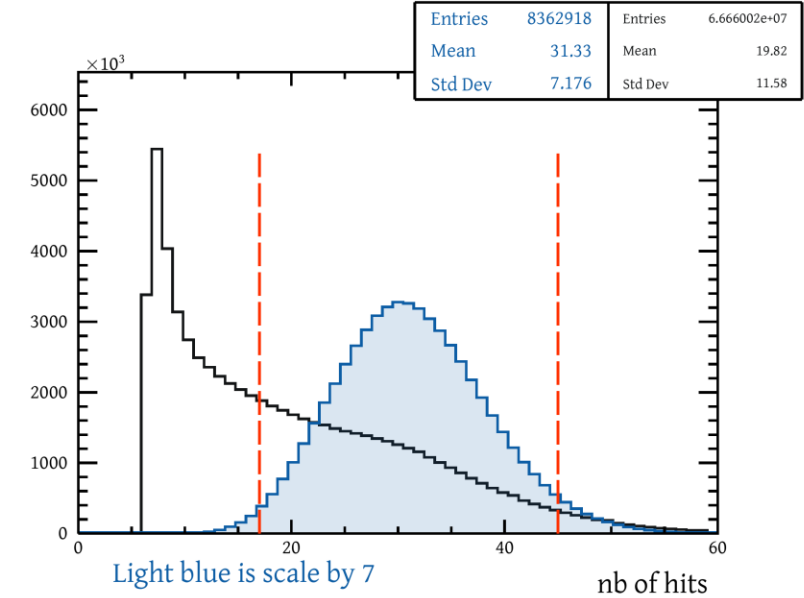 Entries 8362918 Entries 6.666002e+07
Mean 31.33 Mean 19.82
Std Dev 7.176 Std Dev 11.58
×10³
6000
5000
4000
3000
2000
1000
0
0 20 40 60
Light blue is scale by 7
nb of hits